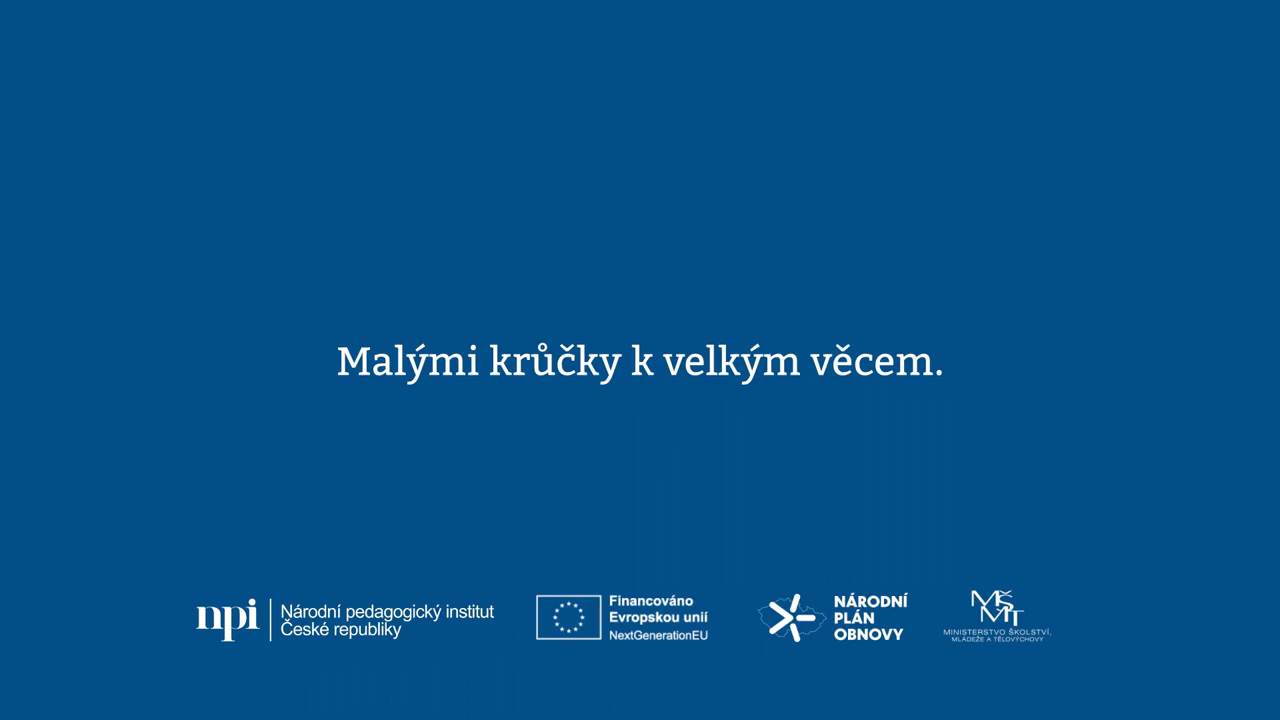 Malými krůčky k velkým věcem.
npi
Národní pedagogický institut
České republiky
Financováno
Evropskou unií
NextGenerationEU
NÁRODNÍ
PLÁN
OBNOVY
MŠMT
MINISTERSTVO ŠKOLSTVÍ,
MLÁDEŽE A TĚLOVÝCHOVY